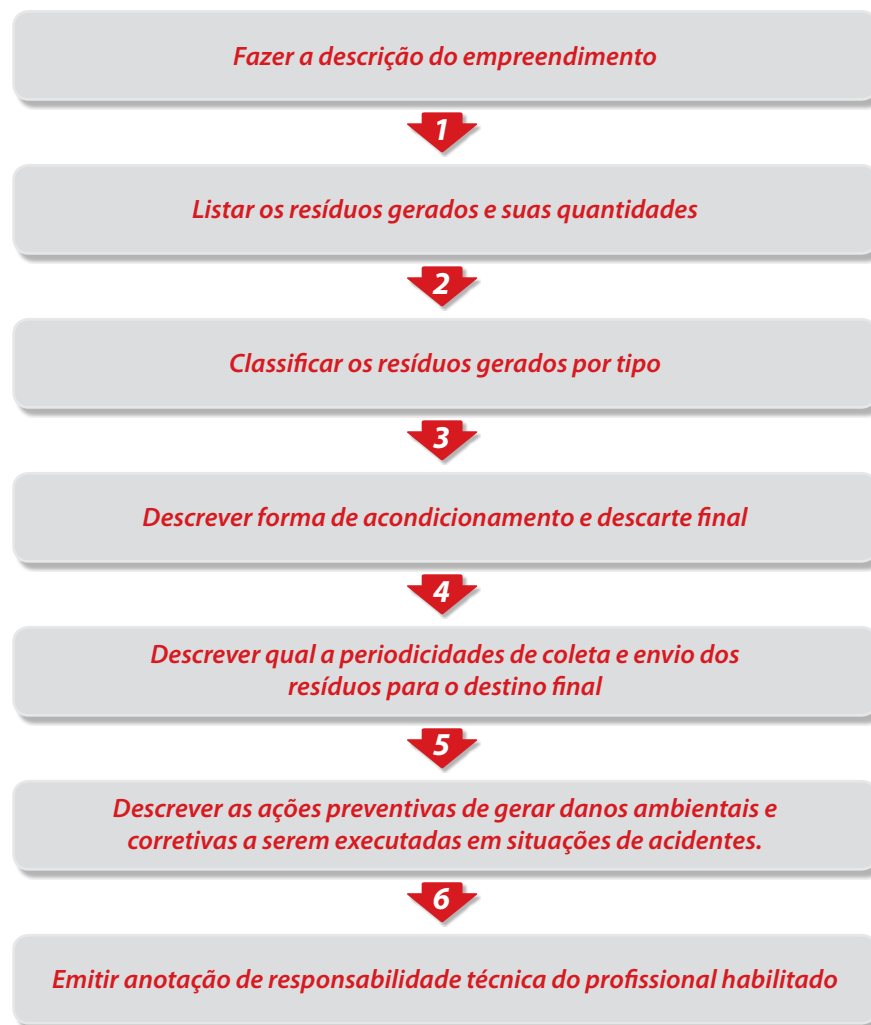 Fazer a descrição do empreendimento
1
Listar os resíduos gerados e suas quantidades
2
Classificar os resíduos gerados por tipo
3
Descrever forma de acondicionamento e descarte final
4
Descrever qual a periodicidades de coleta e envio dos
resíduos para o destino final
5
Descrever as ações preventivas de gerar danos ambientais e
corretivas a serem executadas em situações de acidentes.
6
Emitir anotação de responsabilidade técnica do profissional habilitado